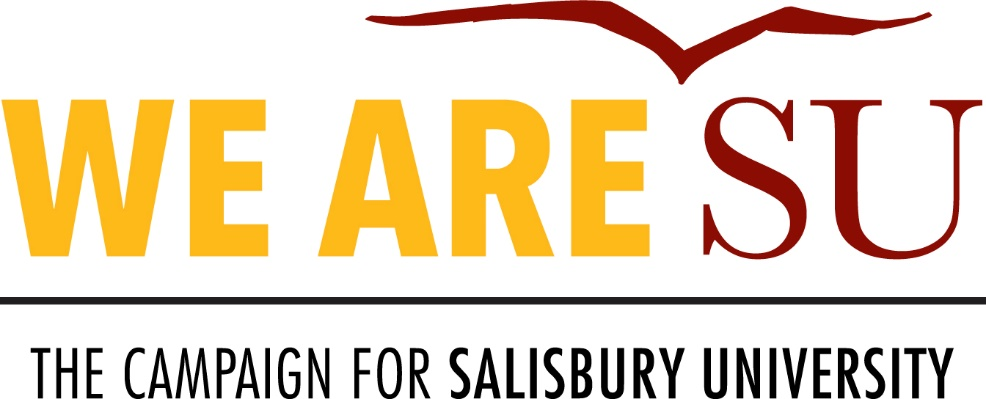 WE ARE SU
THE CAMPAIGN FOR SALISBURY UNIVERSITY